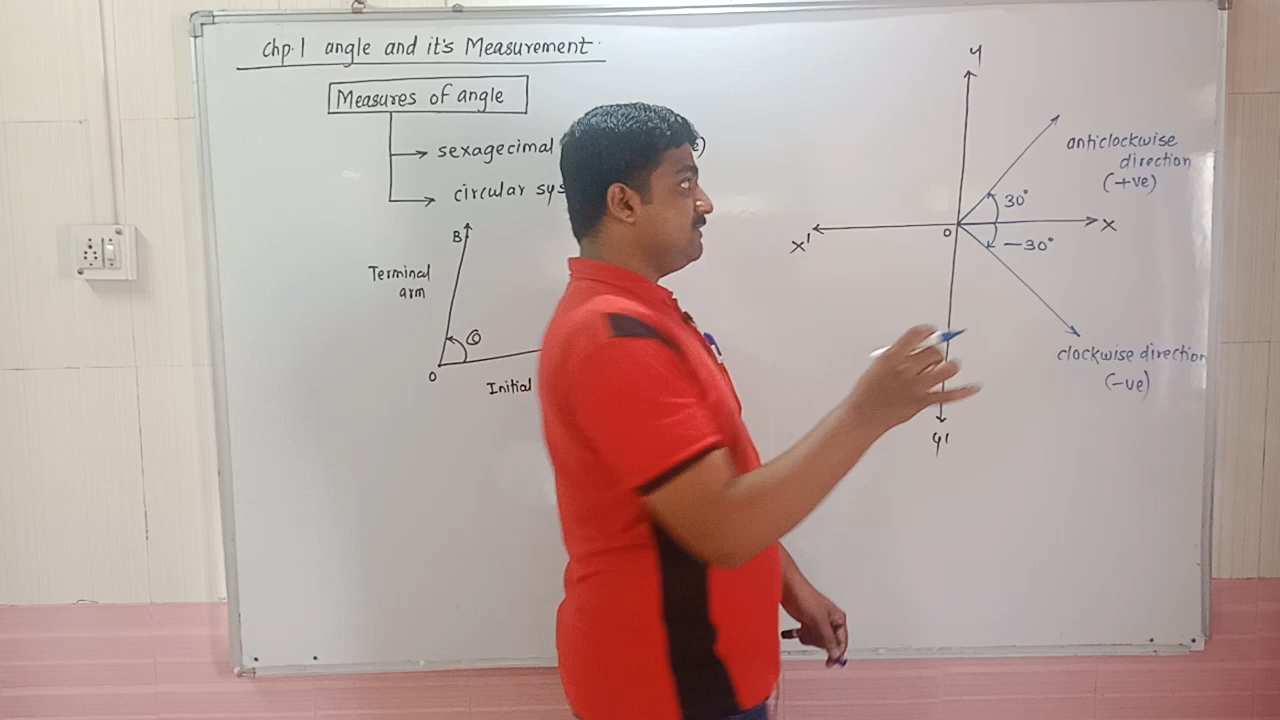 chp.1 angle and it's Measurement
Measures of angle
sexagecimal
circular
B
Terminal
arm
θ
O
Initial
y
anticlockwise
direction
(+ve)
30°
X' O X
-30°
clockwise direction
(-ve)
y'